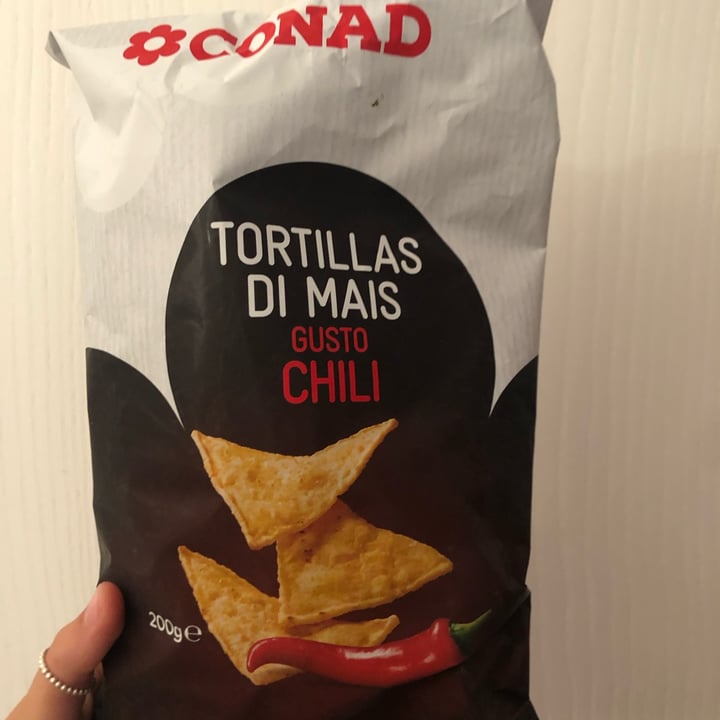 CONAD
TORTILLAS
DI MAIS
GUSTO
CHILI
200g ℮